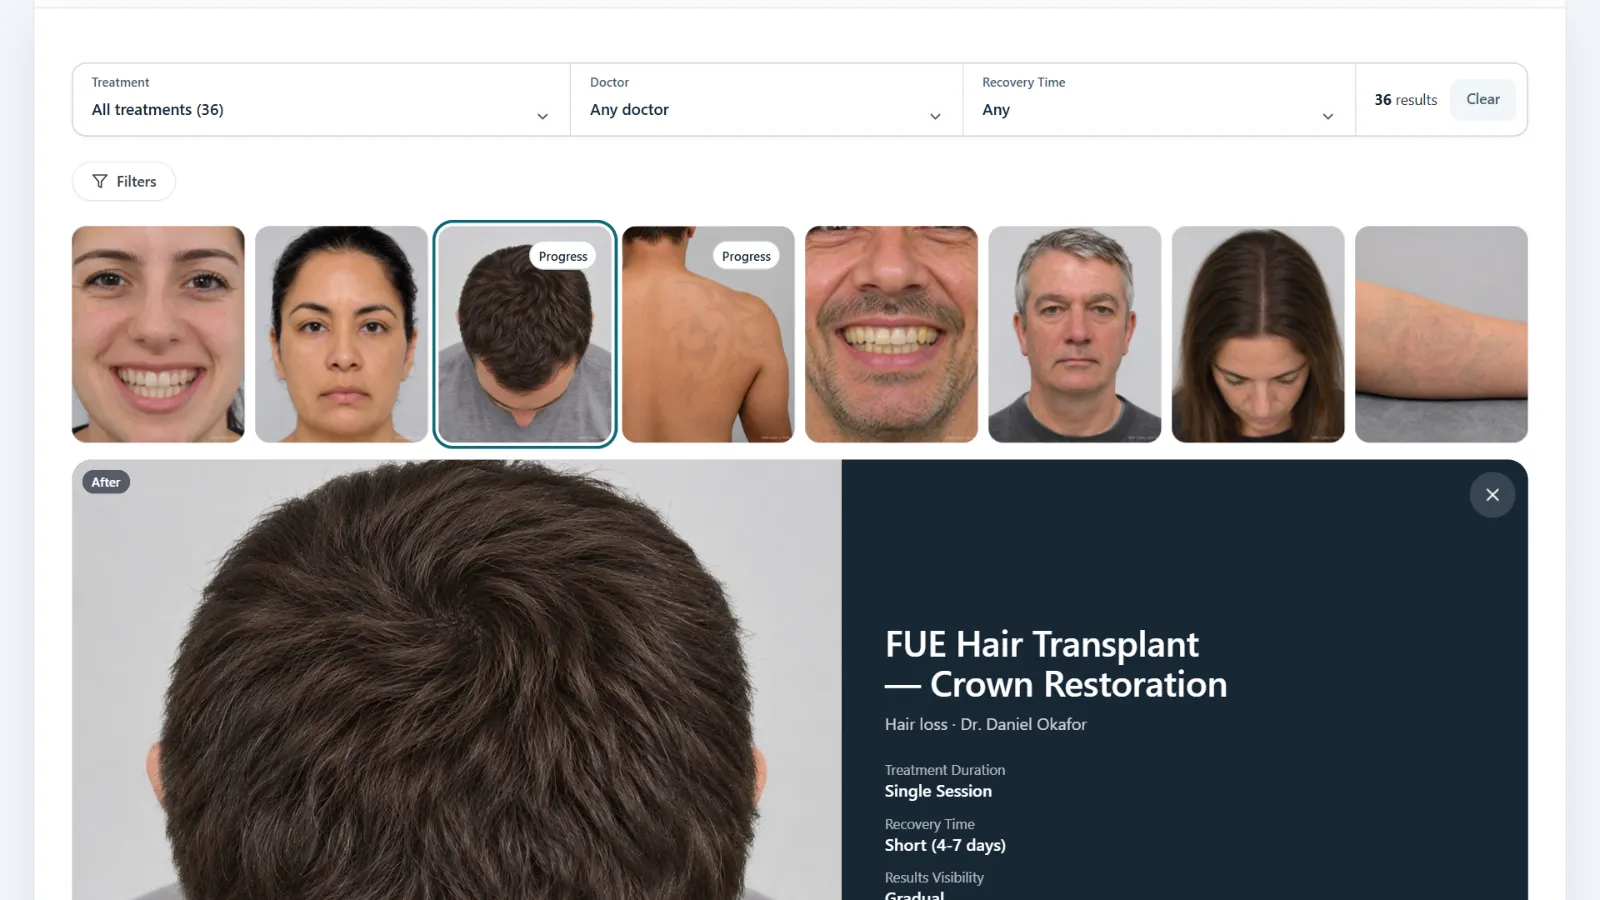 Treatment
All treatments (36)
Doctor
Any doctor
Recovery Time
Any
36 results
Clear
Filters
Progress
Progress
After
FUE Hair Transplant
— Crown Restoration
Hair loss · Dr. Daniel Okafor
Treatment Duration
Single Session
Recovery Time
Short (4-7 days)
Results Visibility
Gradual